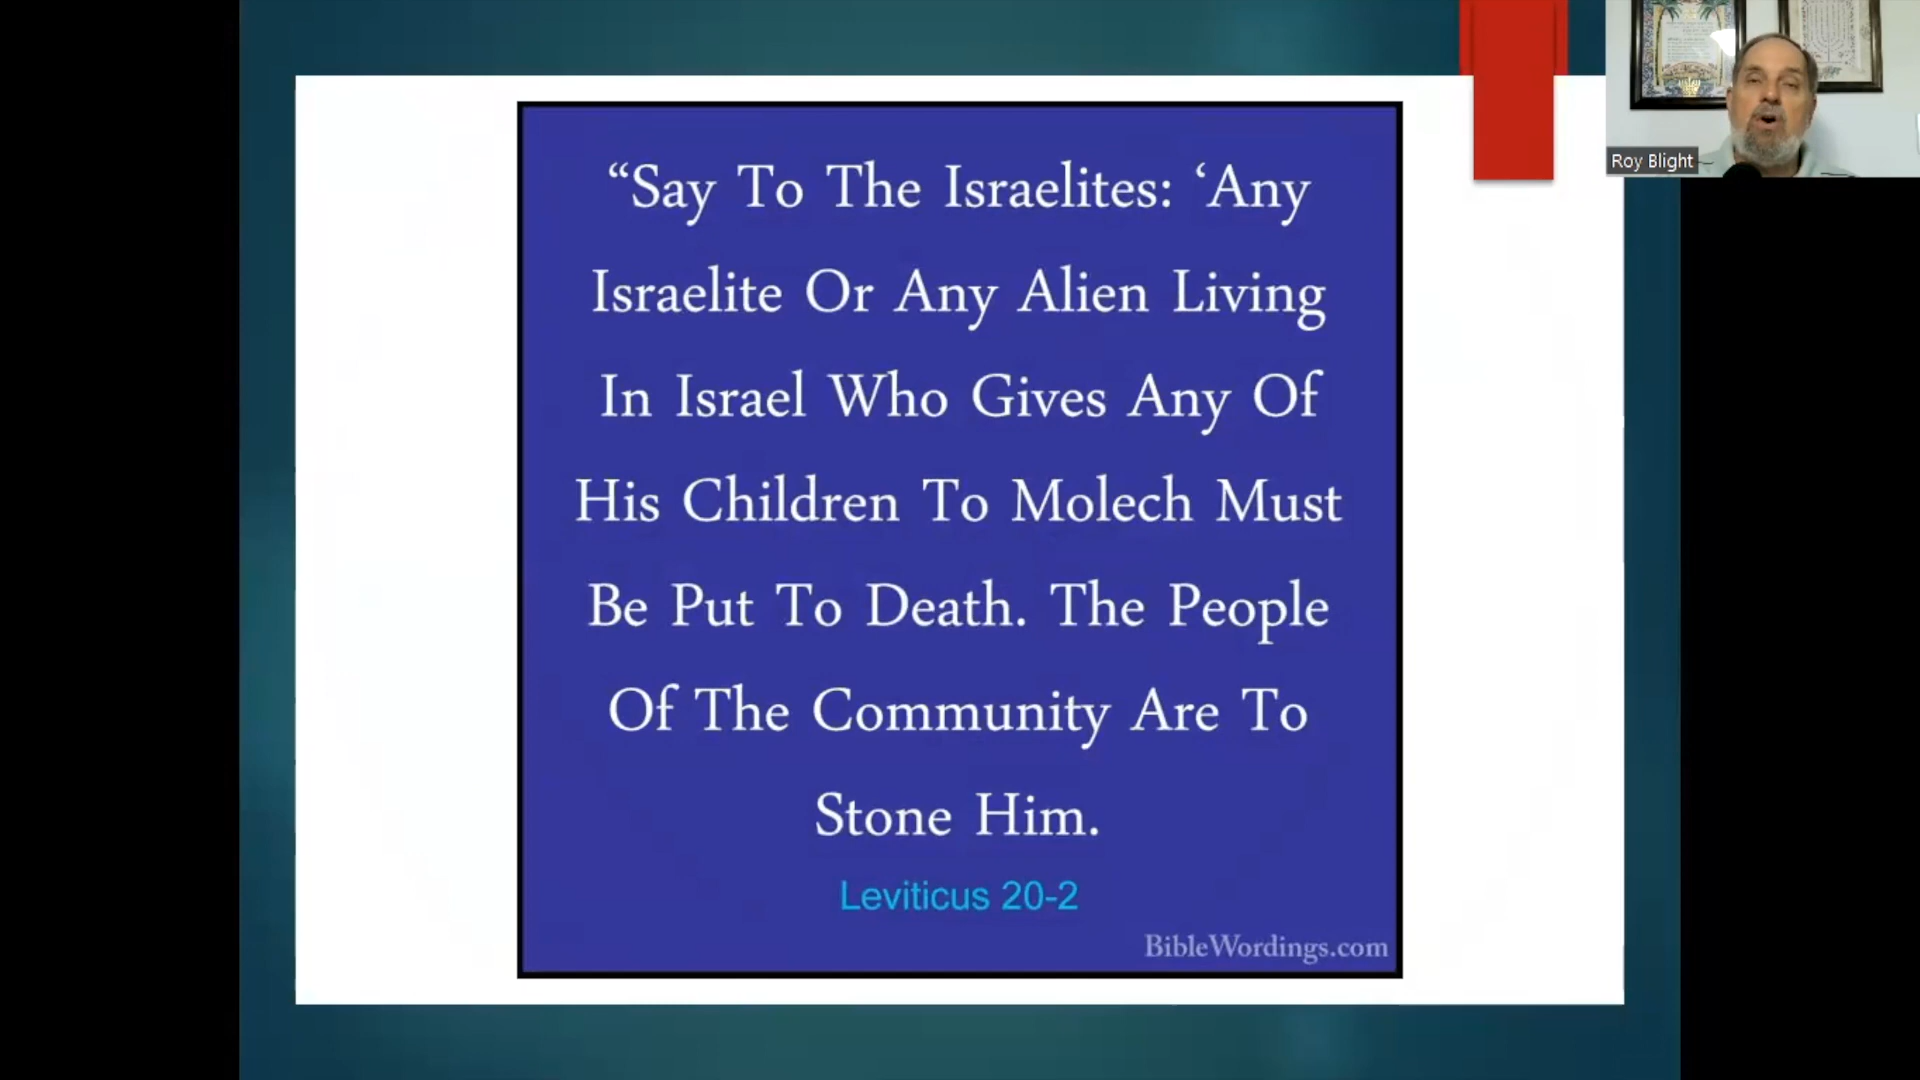 “Say To The Israelites: ‘Any
Israelite Or Any Alien Living
In Israel Who Gives Any Of
His Children To Molech Must
Be Put To Death. The People
Of The Community Are To
Stone Him.
Leviticus 20-2
BibleWordings.com
Roy Blight